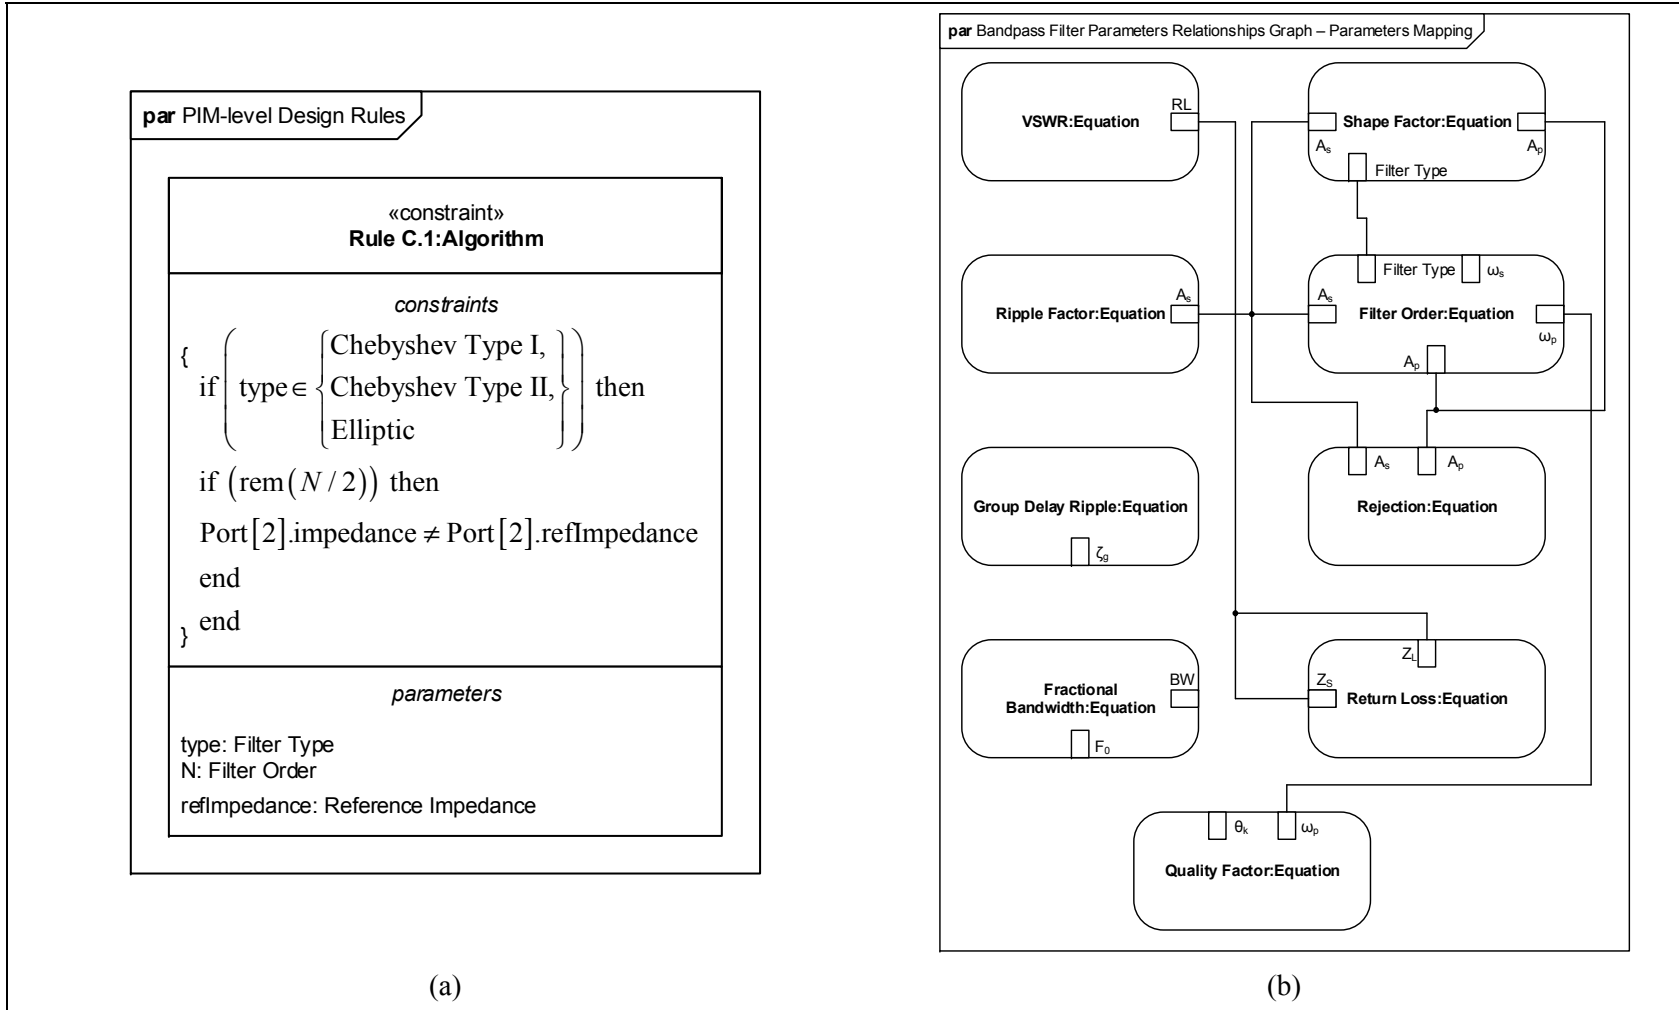 par PIM-level Design Rules
«constraint»
Rule C.1:Algorithm
constraints
{
if (type ∈ {Chebyshev Type I,
Chebyshev Type II,
Elliptic}) then
if (rem(N / 2)) then
Port[2].impedance ≠ Port[2].refImpedance
end
end
}
parameters
type: Filter Type
N: Filter Order
refImpedance: Reference Impedance
(a)
par Bandpass Filter Parameters Relationships Graph – Parameters Mapping
VSWR:Equation
RL
Shape Factor:Equation
Aₛ
Aₚ
Filter Type
Ripple Factor:Equation
Aₛ
Filter Type
ωₛ
Aₛ
Filter Order:Equation
ωₚ
Aₚ
Group Delay Ripple:Equation
ζg
Aₛ
Aₚ
Rejection:Equation
Fractional
Bandwidth:Equation
BW
F₀
Z_L
Z_S
Return Loss:Equation
θₖ
ωₚ
Quality Factor:Equation
(b)